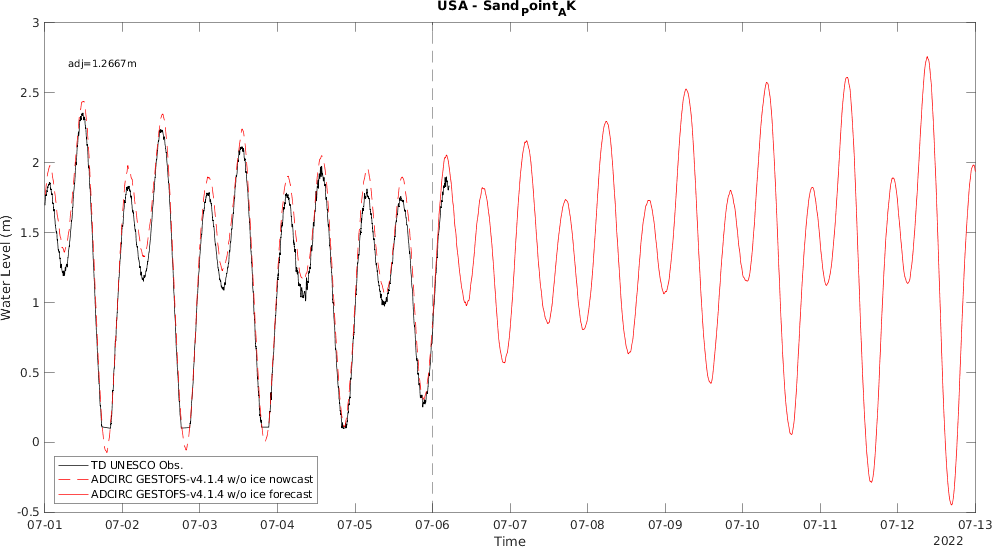 USA - Sand_Point_AK
3
adj=1.2667m
2.5
2
1.5
Water Level (m)
1
0.5
0
TD UNESCO Obs.
ADCIRC GESTOFS-v4.1.4 w/o ice nowcast
ADCIRC GESTOFS-v4.1.4 w/o ice forecast
-0.5
07-01 07-02 07-03 07-04 07-05 07-06 07-07 07-08 07-09 07-10 07-11 07-12 07-13
Time
2022